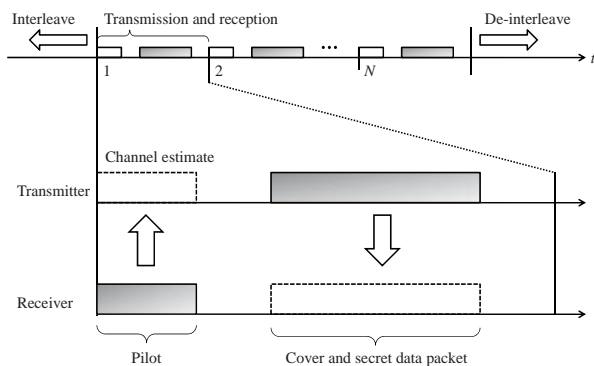 Interleave
Transmission and reception
De-interleave
...
1
2
N
t
Channel estimate
Transmitter
Receiver
Pilot
Cover and secret data packet